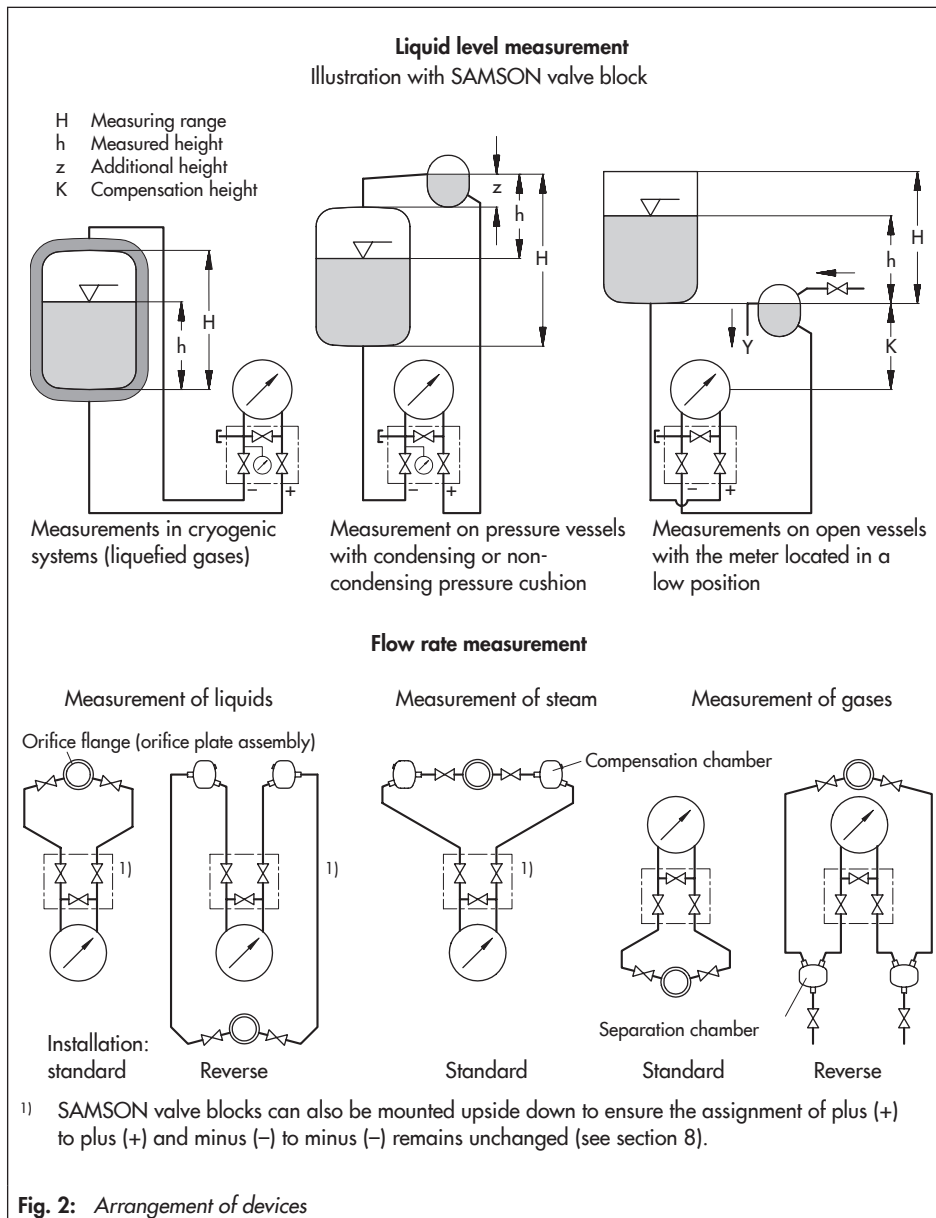 Liquid level measurement
Illustration with SAMSON valve block
H Measuring range
h Measured height
z Additional height
K Compensation height
H
h
– +
z
h
H
– +
H
h
K
Y
– +
Measurements in cryogenic
systems (liquefied gases)
Measurement on pressure vessels
with condensing or non-
condensing pressure cushion
Measurements on open vessels
with the meter located in a
low position
Flow rate measurement
Measurement of liquids
Measurement of steam
Measurement of gases
Orifice flange (orifice plate assembly)
Compensation chamber
1)
1)
1)
Separation chamber
Installation:
standard
Reverse
Standard
Standard
Reverse
1) SAMSON valve blocks can also be mounted upside down to ensure the assignment of plus (+)
to plus (+) and minus (–) to minus (–) remains unchanged (see section 8).
Fig. 2: Arrangement of devices